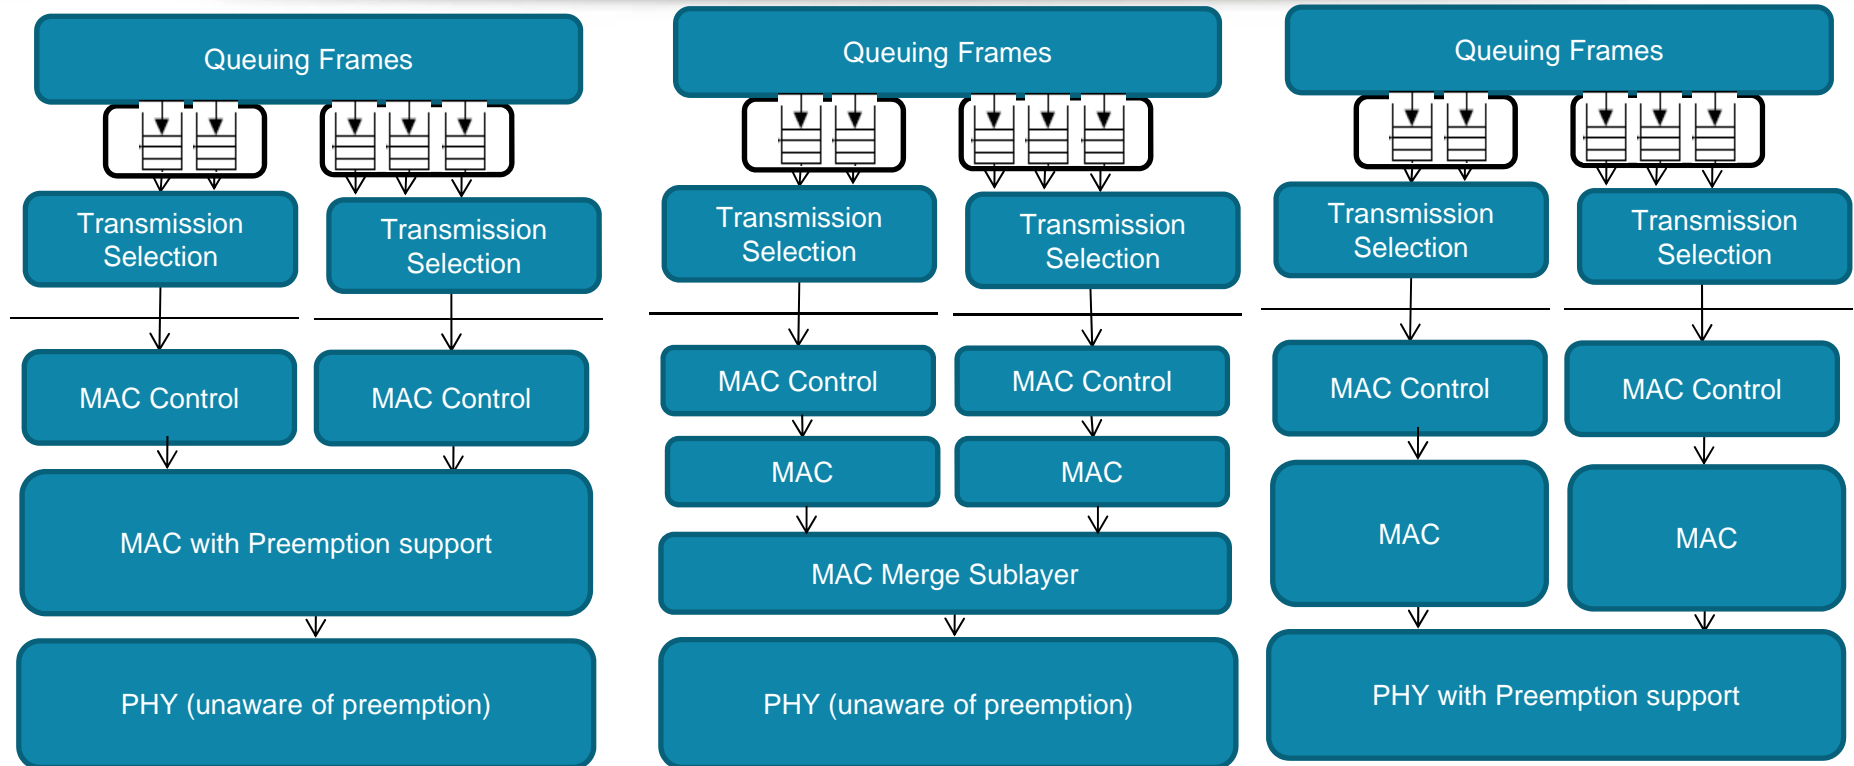 Queuing Frames
Transmission
Selection
Transmission
Selection
MAC Control
MAC Control
MAC with Preemption support
PHY (unaware of preemption)
Queuing Frames
Transmission
Selection
Transmission
Selection
MAC Control
MAC Control
MAC
MAC
MAC Merge Sublayer
PHY (unaware of preemption)
Queuing Frames
Transmission
Selection
Transmission
Selection
MAC Control
MAC Control
MAC
MAC
PHY with Preemption support